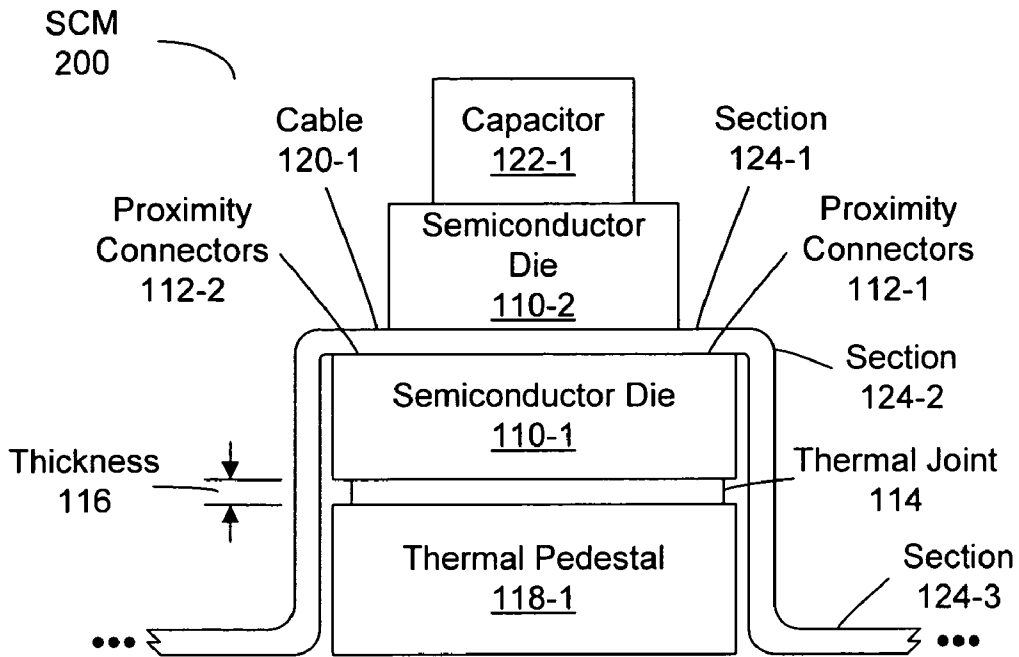 SCM
200
Cable
120-1
Capacitor
122-1
Section
124-1
Proximity
Connectors
112-2
Semiconductor
Die
110-2
Proximity
Connectors
112-1
Section
124-2
Semiconductor Die
110-1
Thickness
116
Thermal Joint
114
Thermal Pedestal
118-1
Section
124-3